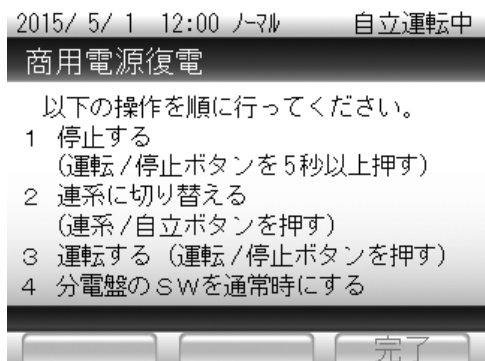 2015/ 5/ 1 12:00 ﾉｰﾏﾙ 自立運転中
商用電源復電
以下の操作を順に行ってください。
1 停止する
(運転/停止ボタンを5秒以上押す)
2 連系に切り替える
(連系/自立ボタンを押す)
3 運転する (運転/停止ボタンを押す)
4 分電盤のSWを通常時にする
完了